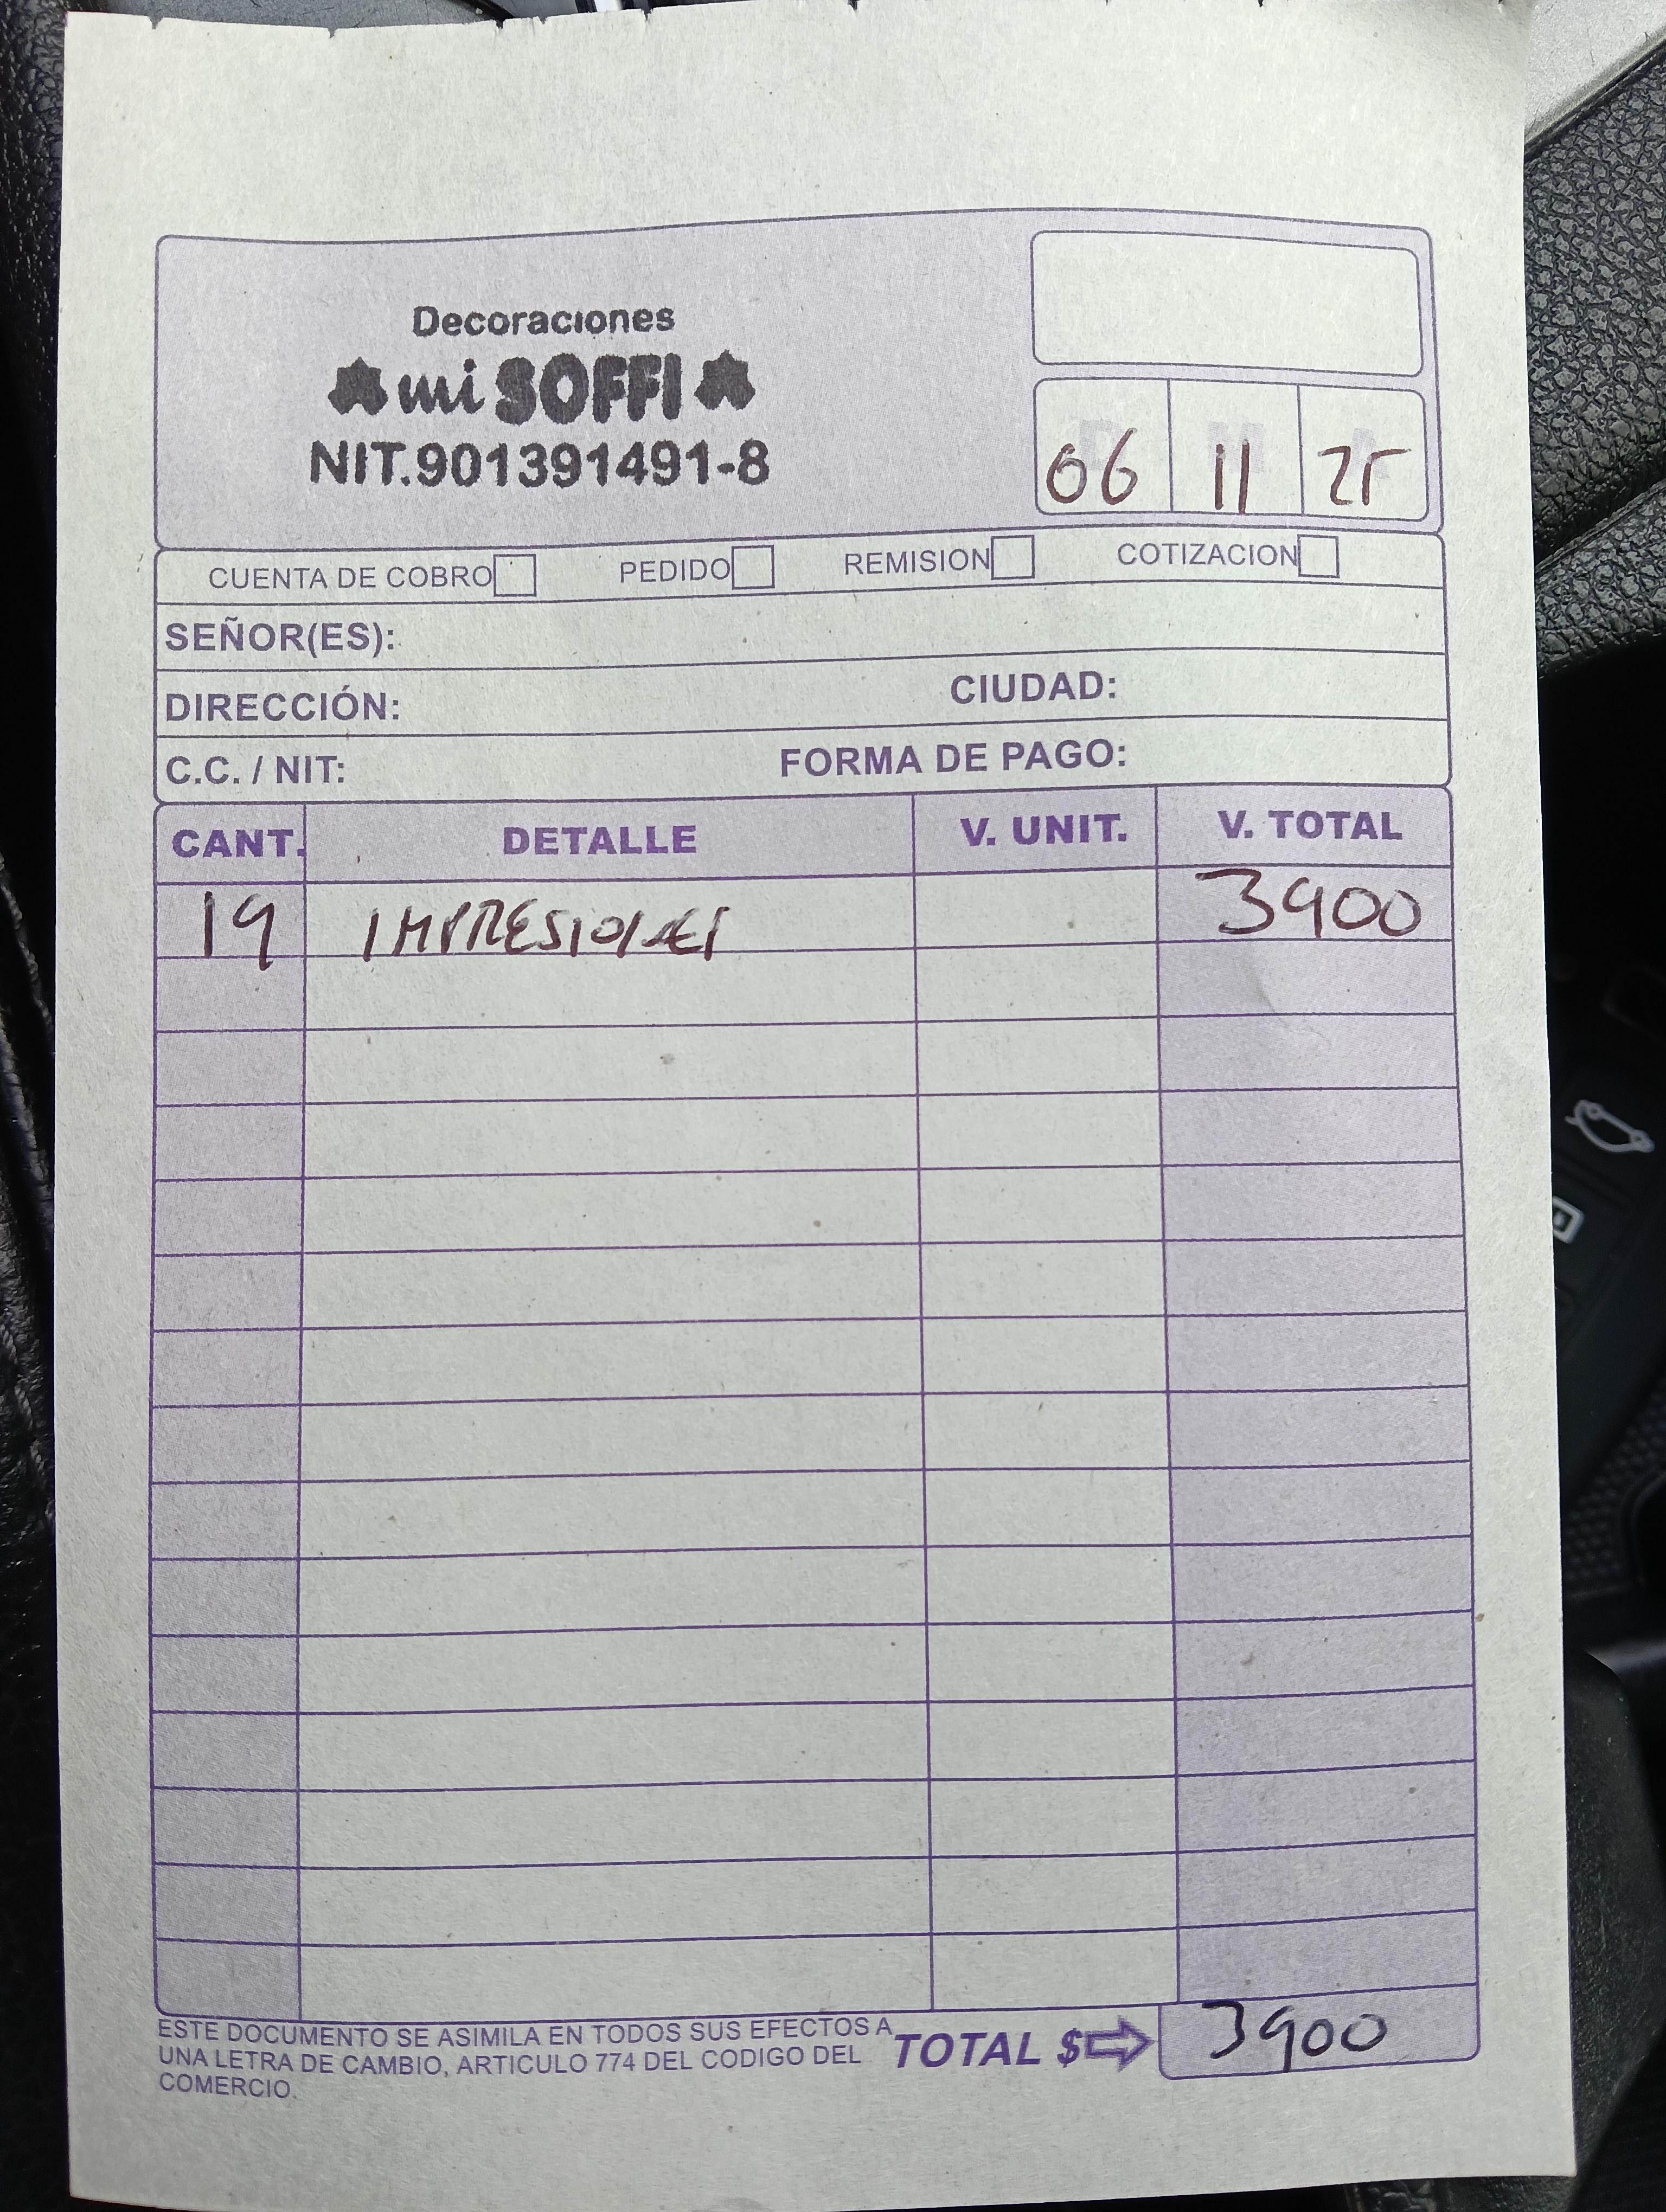 Decoraciones
mi SOFFI
NIT.901391491-8
D M A
06 11 25
CUENTA DE COBRO PEDIDO REMISION COTIZACION
SEÑOR(ES):
DIRECCIÓN: CIUDAD:
C.C. / NIT: FORMA DE PAGO:
CANT. DETALLE V. UNIT. V. TOTAL
19 IMPRESIONES 3900
ESTE DOCUMENTO SE ASIMILA EN TODOS SUS EFECTOS A
UNA LETRA DE CAMBIO, ARTICULO 774 DEL CODIGO DEL
COMERCIO.
TOTAL $ 3900